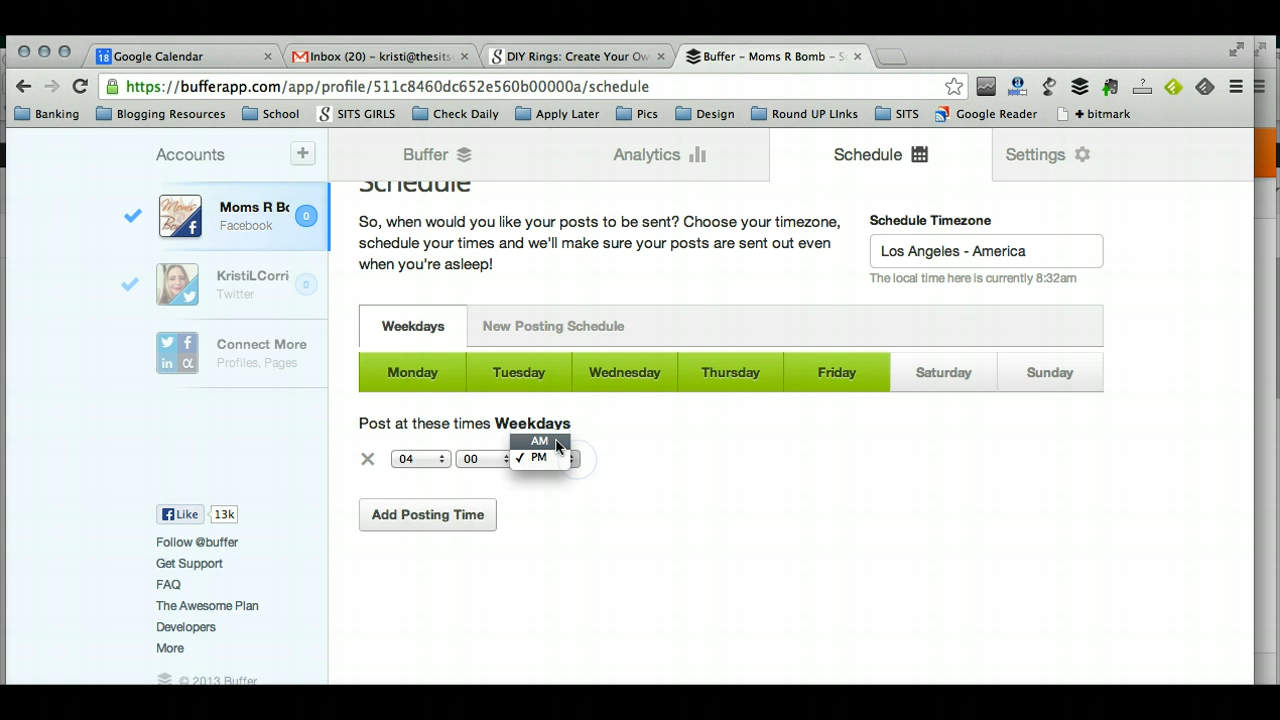 Google Calendar
Inbox (20) – kristi@thesits
DIY Rings: Create Your Ow
Buffer – Moms R Bomb – S
https://bufferapp.com/app/profile/511c8460dc652e560b00000a/schedule
Banking
Blogging Resources
School
SITS GIRLS
Check Daily
Apply Later
Pics
Design
Round UP LInks
SITS
Google Reader
+ bitmark
Accounts
+
Buffer
Analytics
Schedule
Settings
Moms R Bo
Facebook
0
KristiLCorri
Twitter
0
Connect More
Profiles, Pages
Like
13k
Follow @buffer
Get Support
FAQ
The Awesome Plan
Developers
More
© 2013 Buffer
Schedule
So, when would you like your posts to be sent? Choose your timezone,
schedule your times and we'll make sure your posts are sent out even
when you're asleep!
Schedule Timezone
Los Angeles - America
The local time here is currently 8:32am
Weekdays
New Posting Schedule
Monday
Tuesday
Wednesday
Thursday
Friday
Saturday
Sunday
Post at these times Weekdays
04
00
AM
✓ PM
Add Posting Time